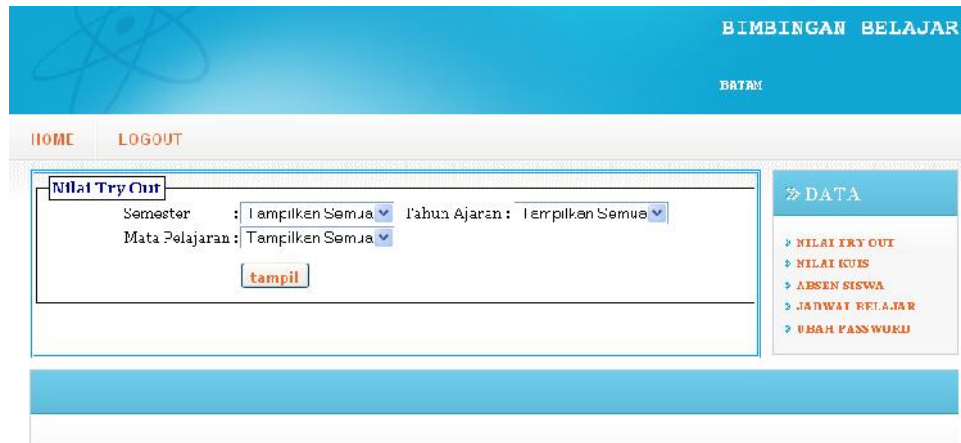 BIMBINGAN BELAJAR
BATAM
HOME LOGOUT
Nilai Try Out
Semester : Tampilkan Semua Tahun Ajaran : Tampilkan Semua
Mata Pelajaran : Tampilkan Semua
tampil
DATA
NILAI TRY OUT
NILAI KUIS
ABSEN SISWA
JADWAL BELAJAR
UBAH PASSWORD